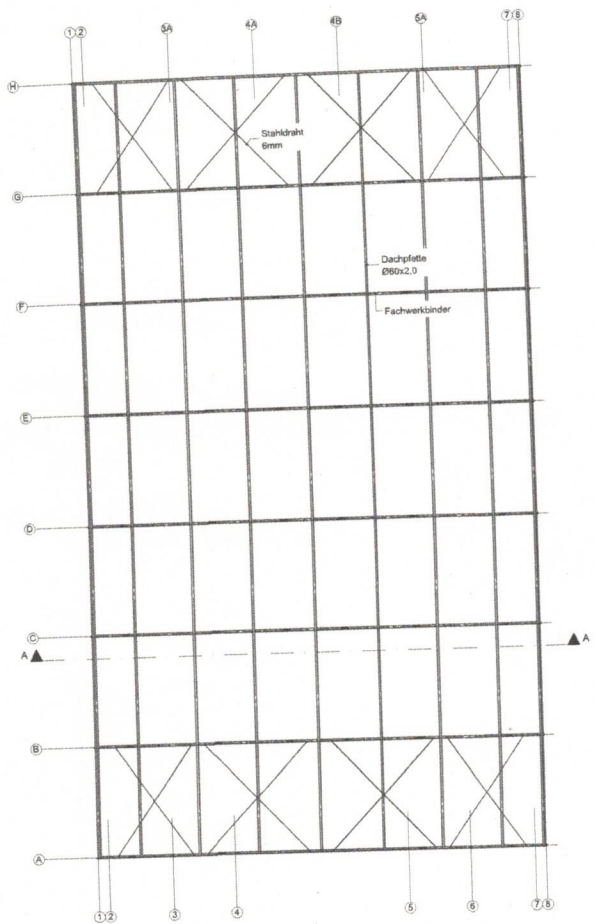 1 2 3A 4A 4B 5A 7 8
H
Stahldraht
6mm
G
Dachpfette
Ø60x2,0
F
Fachwerkbinder
E
D
C
A A
B
A
1 2 3 4 5 6 7 8